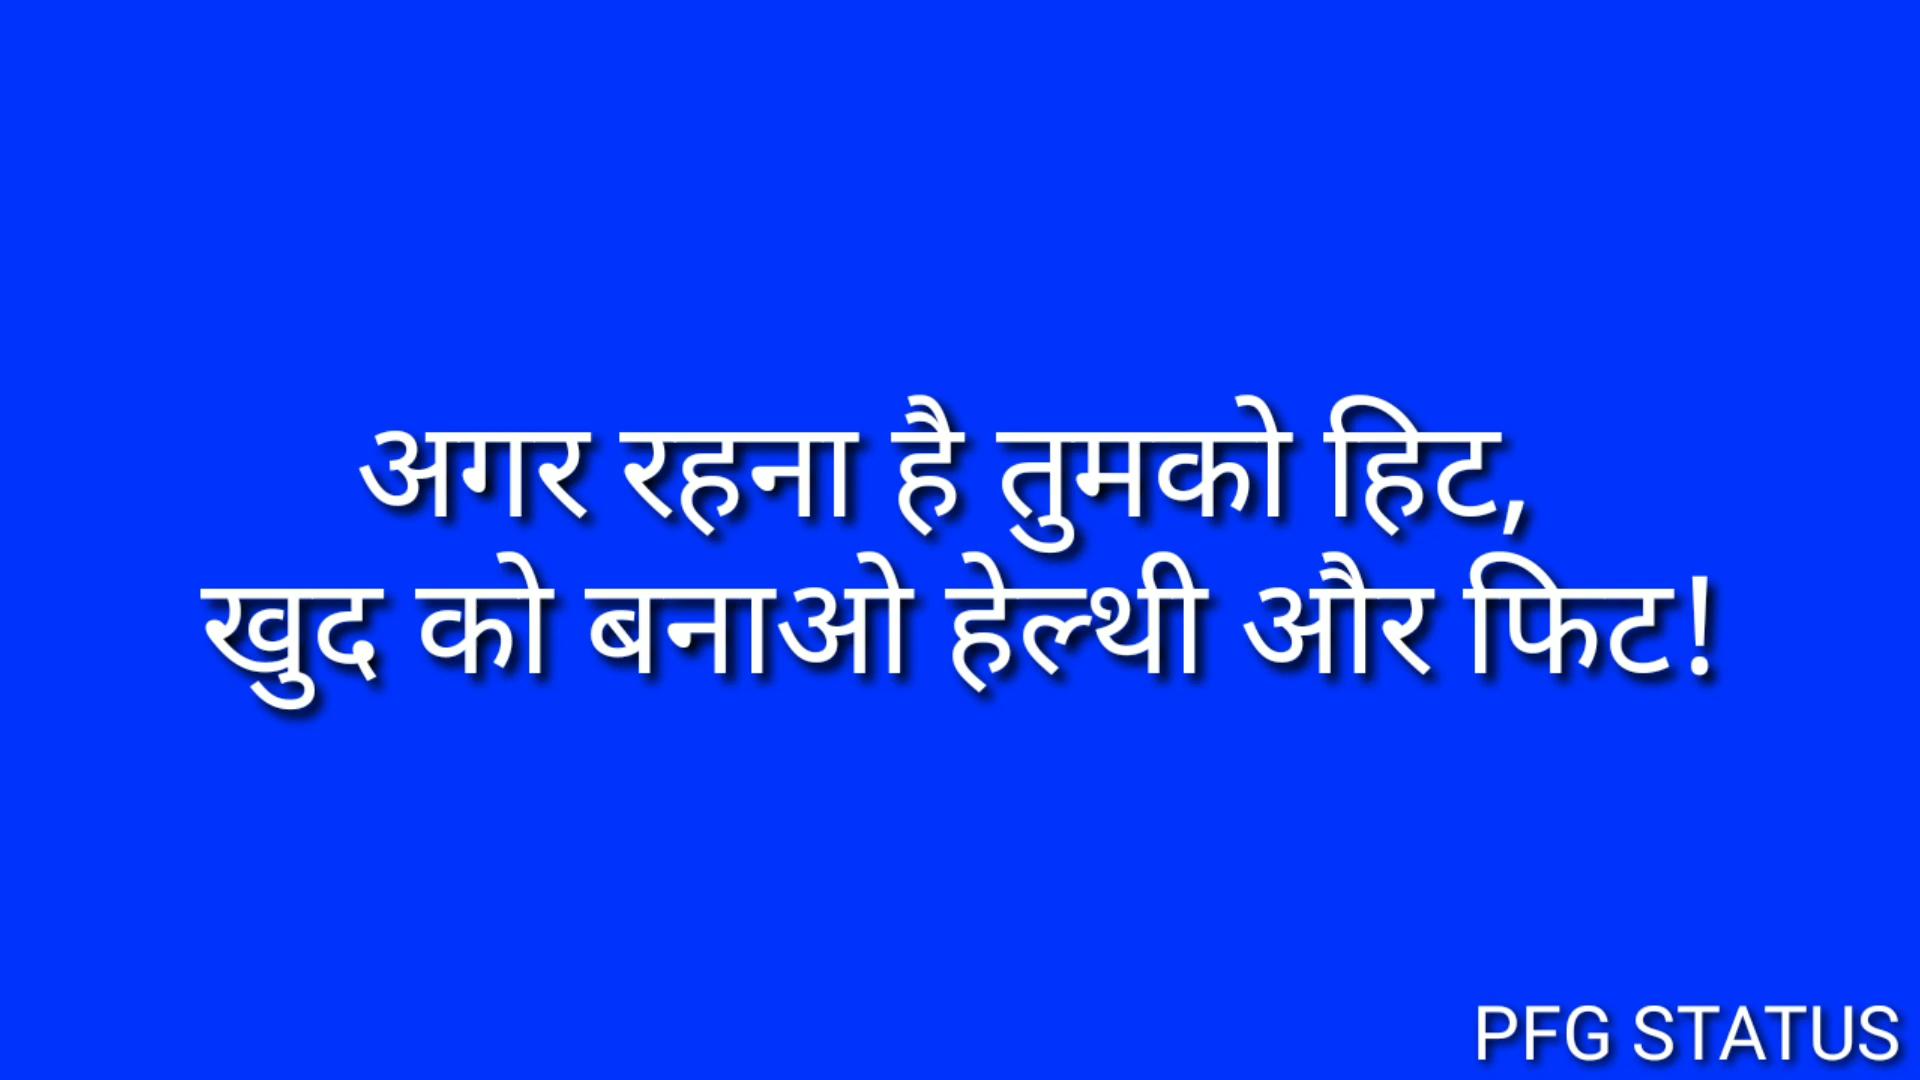 अगर रहना है तुमको हिट,
खुद को बनाओ हेल्थी और फिट!
PFG STATUS